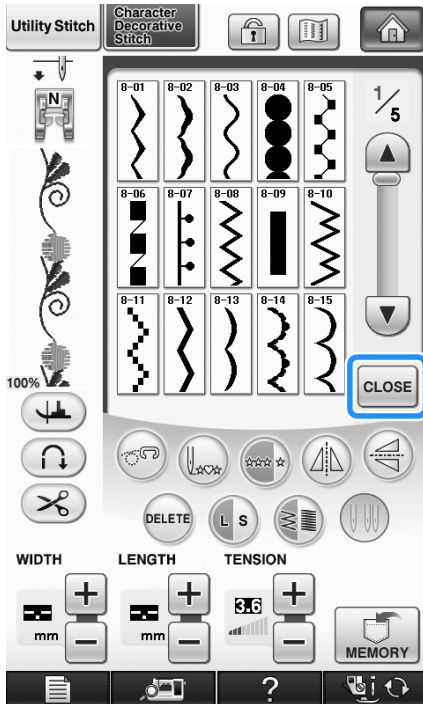 Utility Stitch
Character
Decorative
Stitch
N
8-01 8-02 8-03 8-04 8-05
1/5
8-06 8-07 8-08 8-09 8-10
8-11 8-12 8-13 8-14 8-15
100%
CLOSE
DELETE
L S
WIDTH LENGTH TENSION
3.6
mm mm
MEMORY
?